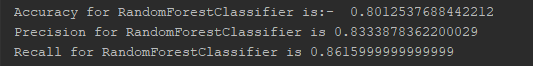 Accuracy for RandomForestClassifier is:-  0.8012537688442212
Precision for RandomForestClassifier is 0.8333878362200029
Recall for RandomForestClassifier is 0.8615999999999999